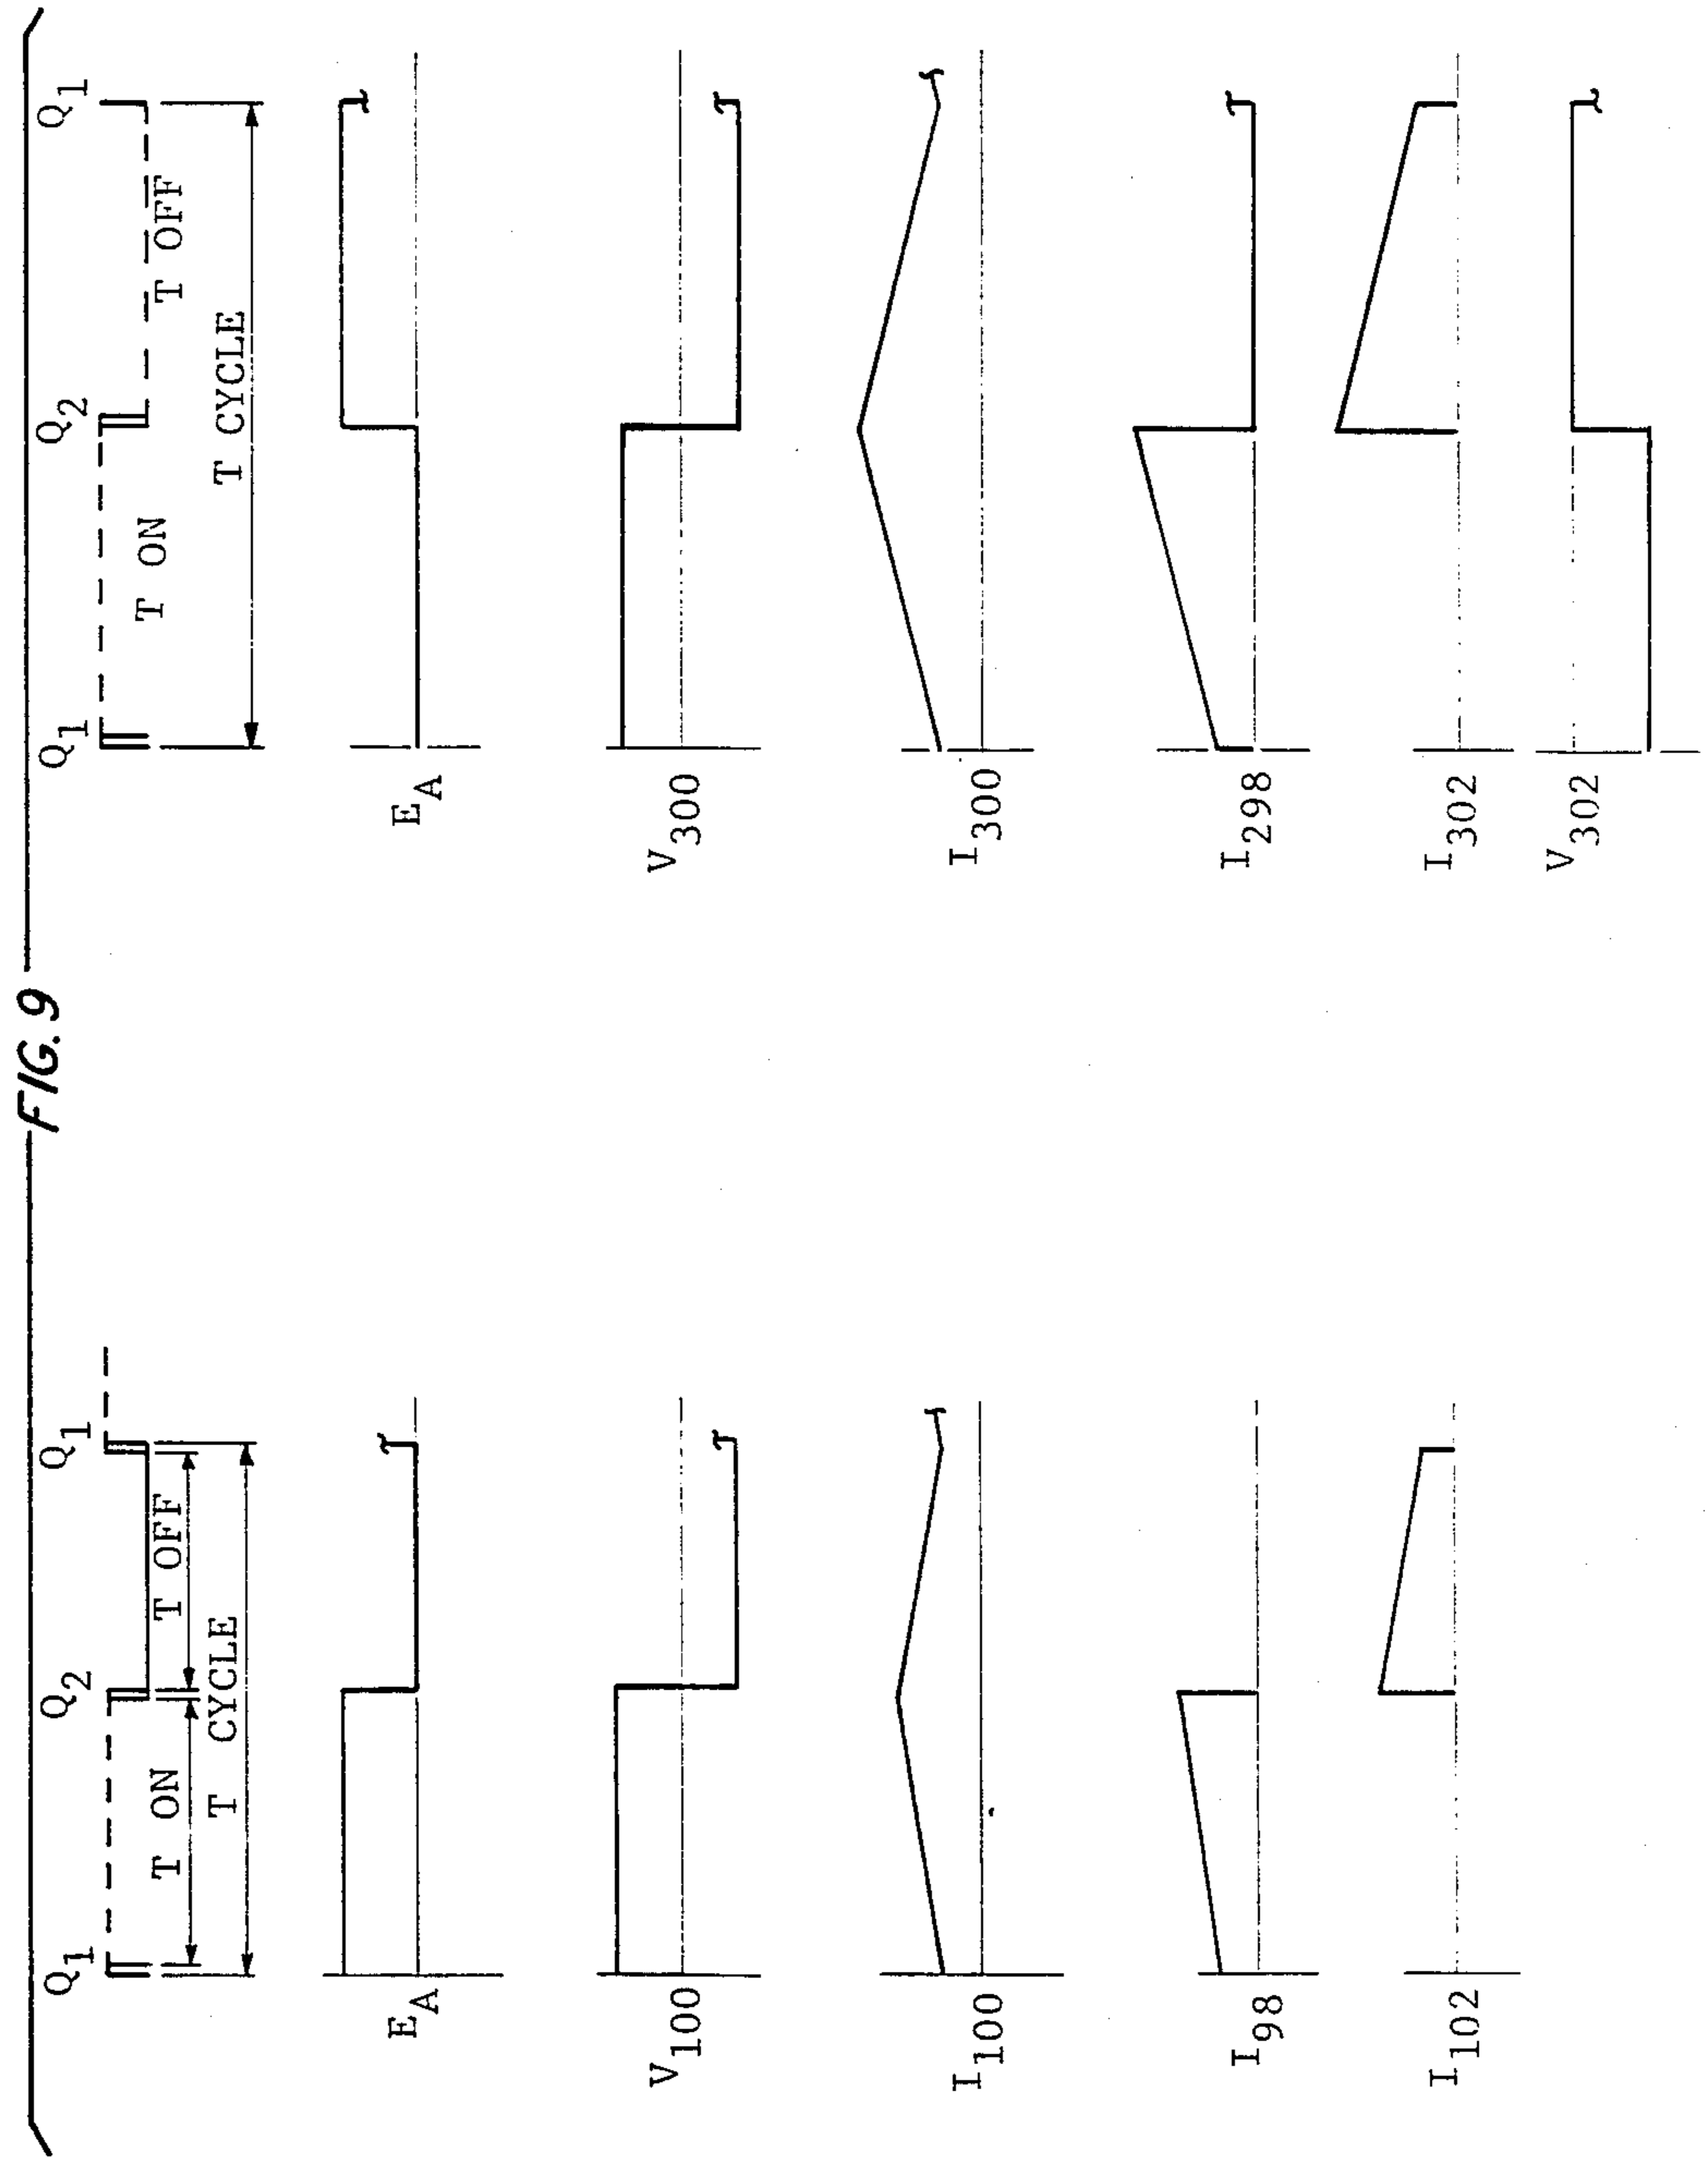 FIG. 9
Q1 Q2 Q1
T ON T OFF
T CYCLE
EA
V100
I100
I98
I102
Q1 Q2 Q1
T ON T OFF
T CYCLE
EA
V300
I300
I298
I302
V302